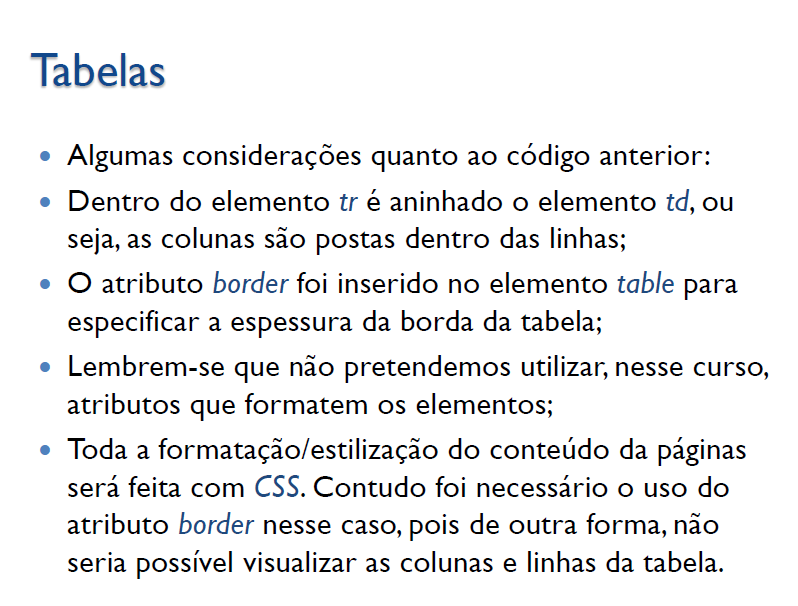 Tabelas
• Algumas considerações quanto ao código anterior:
• Dentro do elemento tr é aninhado o elemento td, ou
seja, as colunas são postas dentro das linhas;
• O atributo border foi inserido no elemento table para
especificar a espessura da borda da tabela;
• Lembrem-se que não pretendemos utilizar, nesse curso,
atributos que formatem os elementos;
• Toda a formatação/estilização do conteúdo da páginas
será feita com CSS. Contudo foi necessário o uso do
atributo border nesse caso, pois de outra forma, não
seria possível visualizar as colunas e linhas da tabela.